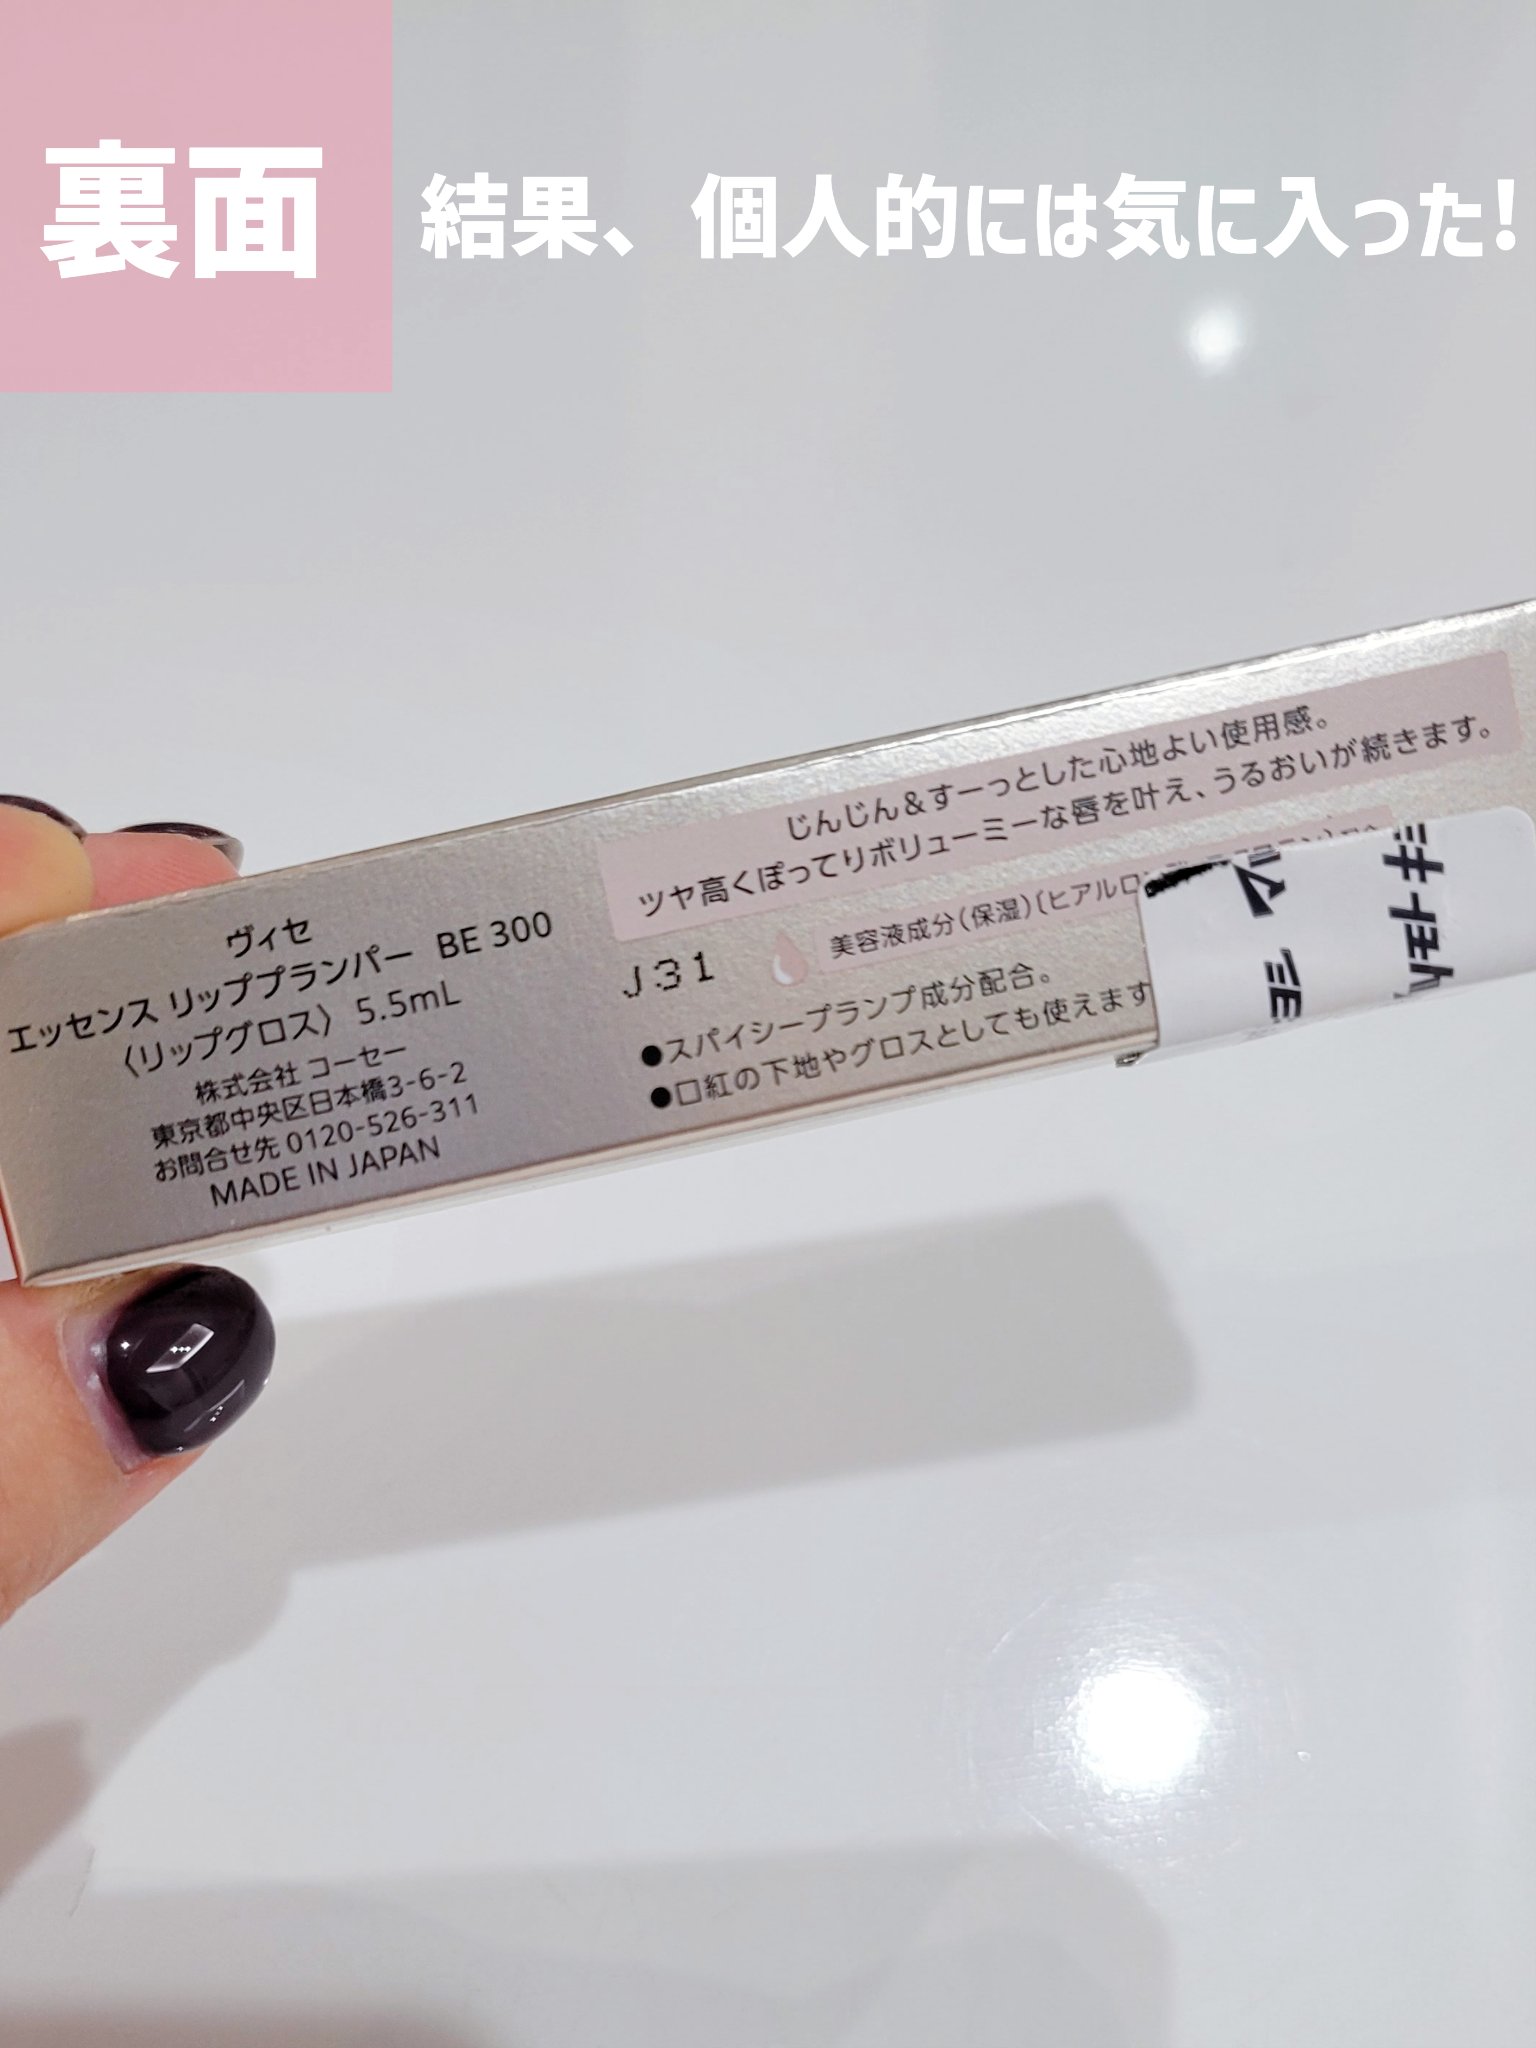 裏面
結果、個人的には気に入った!
じんじん＆すーっとした心地よい使用感。
ツヤ高くぽってりボリューミーな唇を叶え、うるおいが続きます。
美容液成分（保湿）〔ヒアルロン
J31
●スパイシープランプ成分配合。
●口紅の下地やグロスとしても使えます
ヴィセ
エッセンス リッププランパー BE 300
〈リップグロス〉 5.5mL
株式会社 コーセー
東京都中央区日本橋3-6-2
お問合せ先 0120-526-311
MADE IN JAPAN